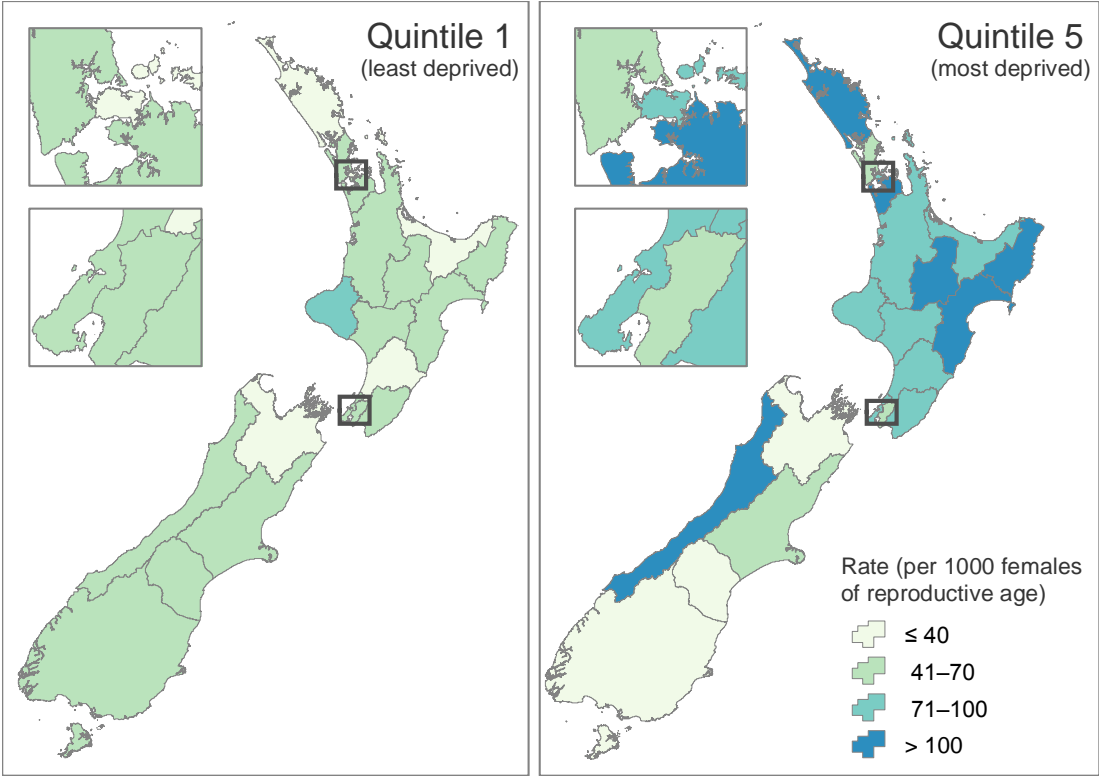 Quintile 1
(least deprived)
Quintile 5
(most deprived)
Rate (per 1000 females
of reproductive age)
≤ 40
41–70
71–100
> 100